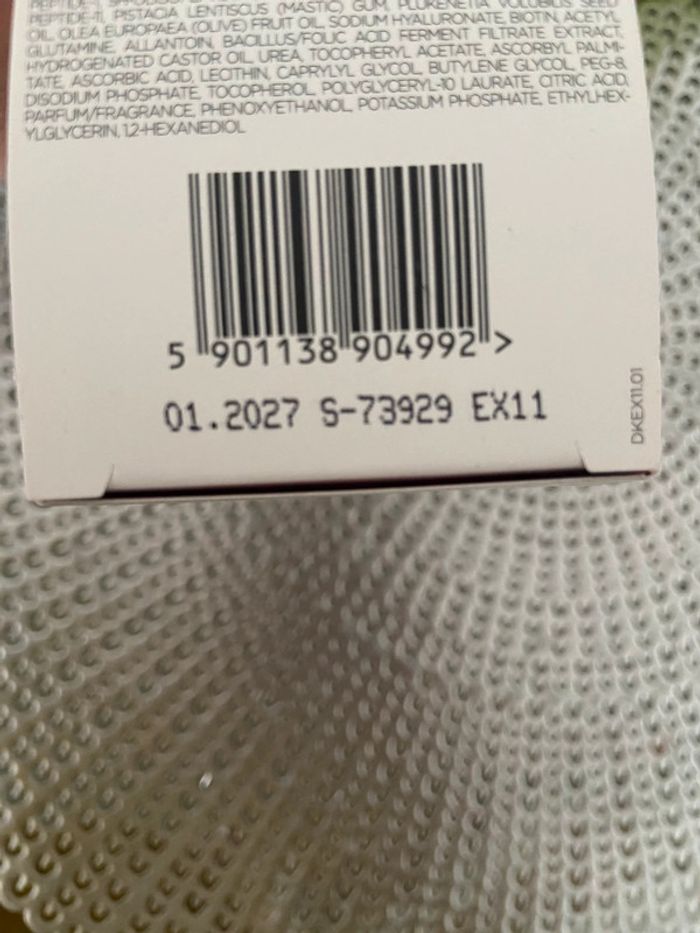 PEPTIDE-11, PISTACIA LENTISCUS (MASTIC) GUM, PLUKENETIA VOLUBILIS SEED
OIL, OLEA EUROPAEA (OLIVE) FRUIT OIL, SODIUM HYALURONATE, BIOTIN, ACETYL
GLUTAMINE, ALLANTOIN, BACILLUS/FOLIC ACID FERMENT FILTRATE EXTRACT,
HYDROGENATED CASTOR OIL, UREA, TOCOPHERYL ACETATE, ASCORBYL PALMI-
TATE, ASCORBIC ACID, LECITHIN, CAPRYLYL GLYCOL, BUTYLENE GLYCOL, PEG-8,
DISODIUM PHOSPHATE, TOCOPHEROL, POLYGLYCERYL-10 LAURATE, CITRIC ACID,
PARFUM/FRAGRANCE, PHENOXYETHANOL, POTASSIUM PHOSPHATE, ETHYLHEX-
YLGLYCERIN, 1,2-HEXANEDIOL
5 901138 904992 >
01.2027 S-73929 EX11
DKEX11.01